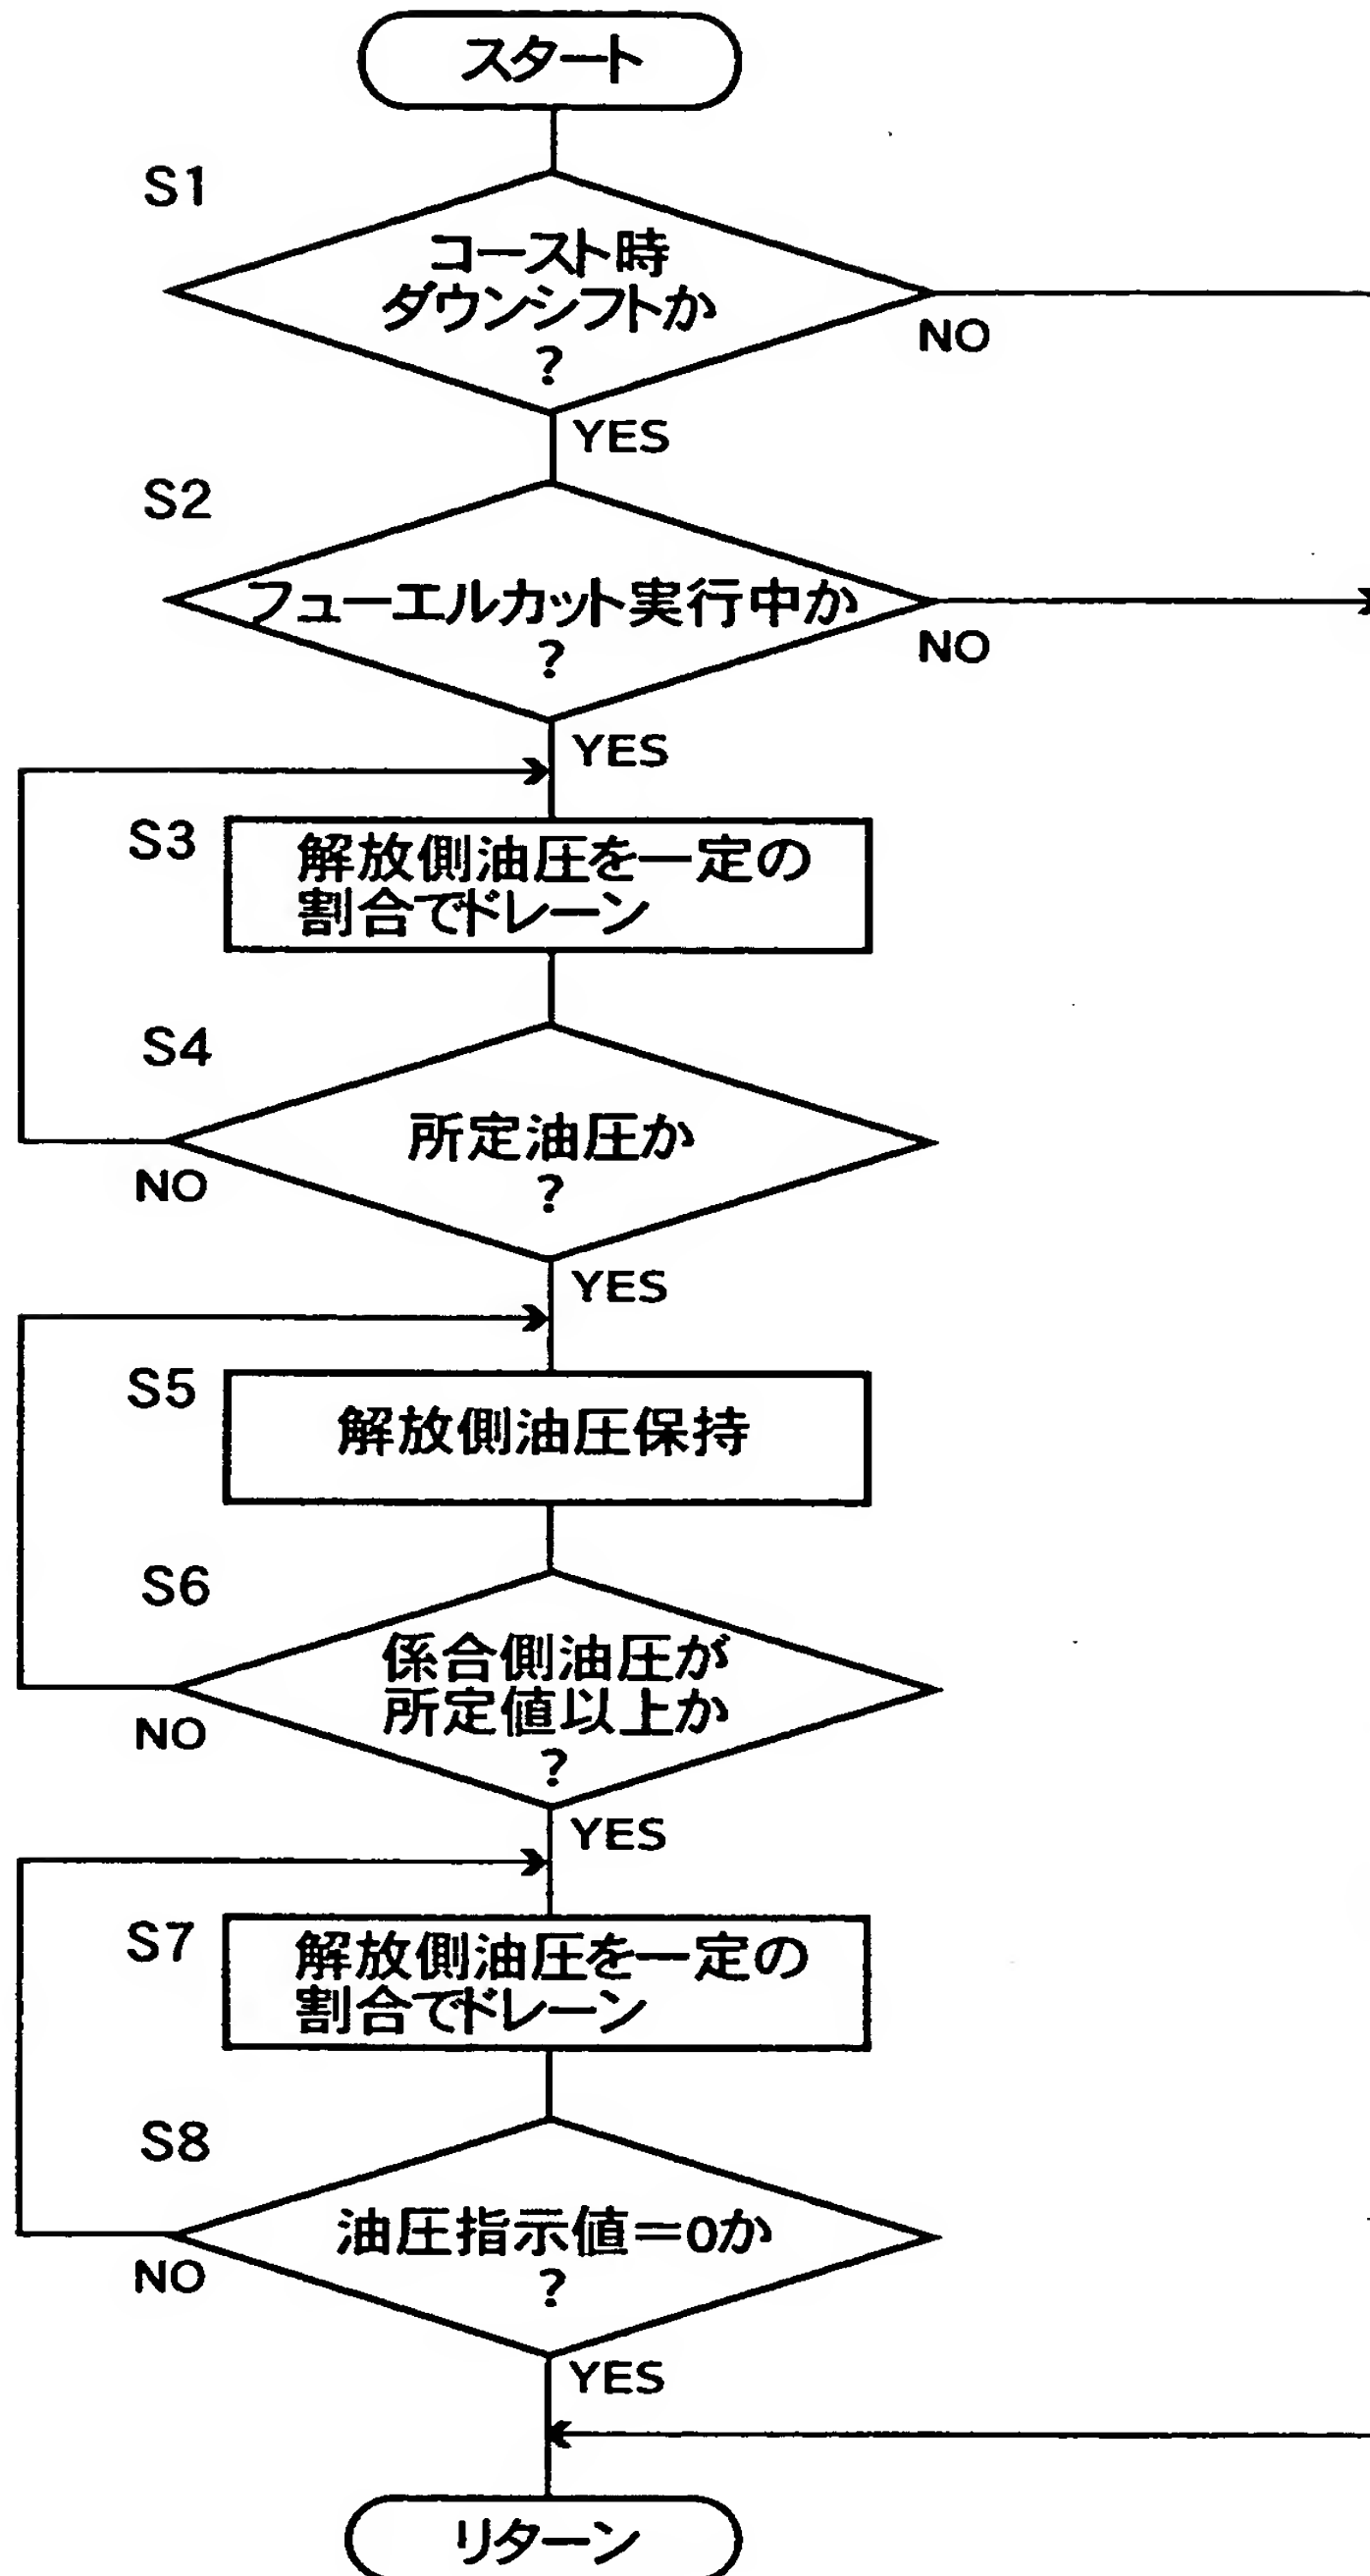 スタート
S1
コースト時
ダウンシフトか
?
NO
YES
S2
フューエルカット実行中か
?
NO
YES
S3
解放側油圧を一定の
割合でドレーン
S4
所定油圧か
?
NO
YES
S5
解放側油圧保持
S6
係合側油圧が
所定値以上か
?
NO
YES
S7
解放側油圧を一定の
割合でドレーン
S8
油圧指示値=0か
?
NO
YES
リターン